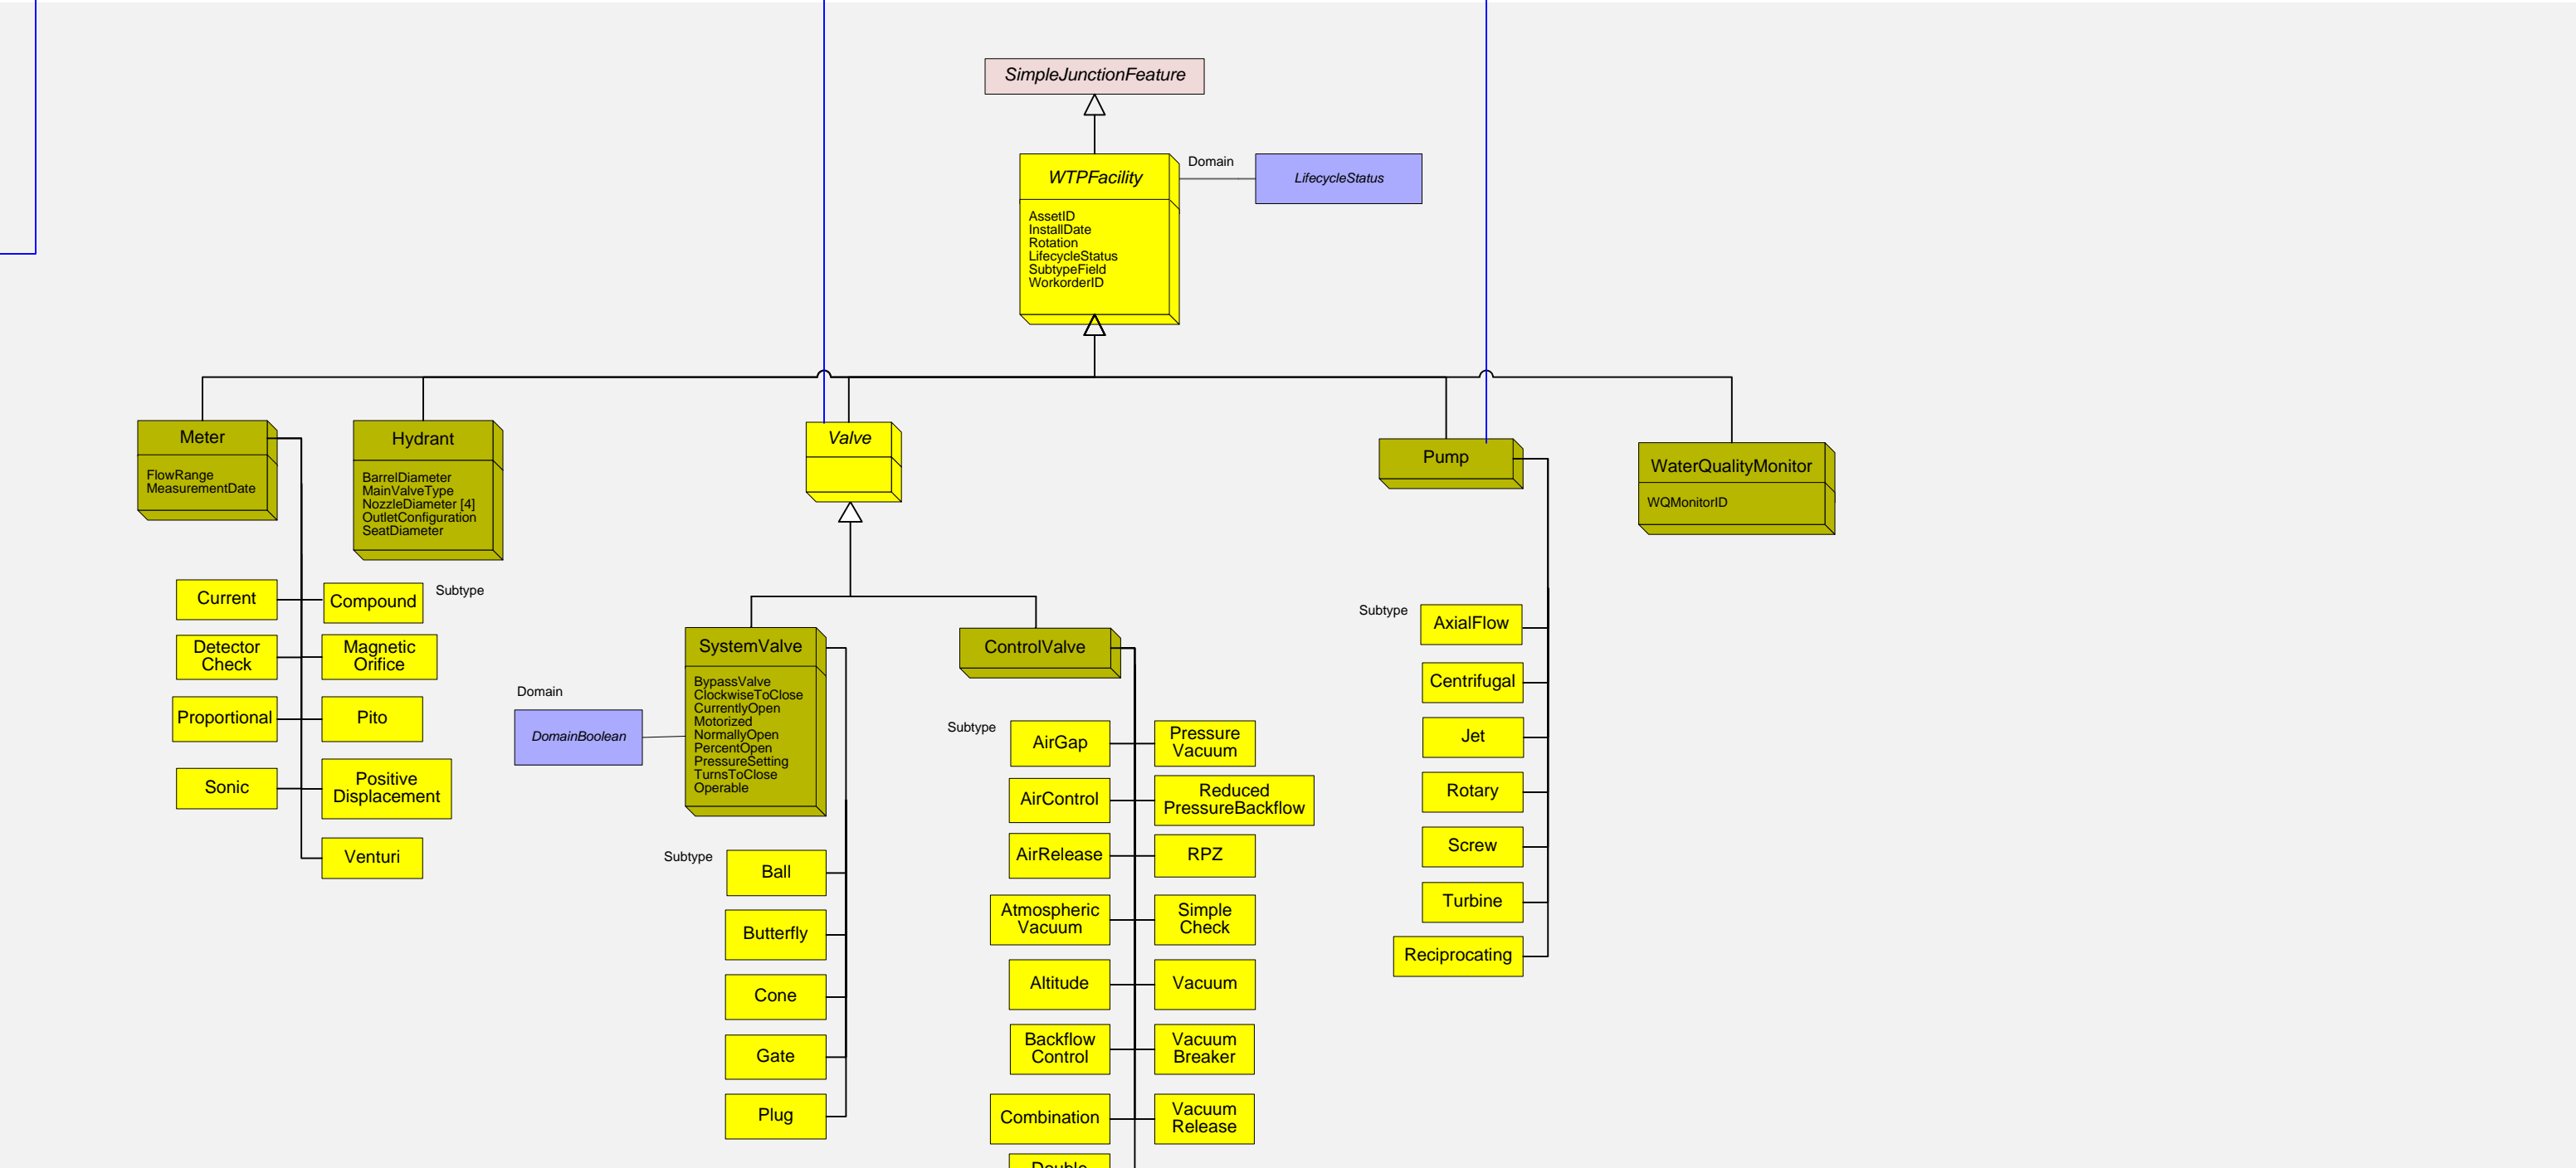 SimpleJunctionFeature
WTPFacility
Domain
LifecycleStatus
AssetID
InstallDate
Rotation
LifecycleStatus
SubtypeField
WorkorderID
Meter
FlowRange
MeasurementDate
Hydrant
BarrelDiameter
MainValveType
NozzleDiameter [4]
OutletConfiguration
SeatDiameter
Valve
Pump
WaterQualityMonitor
WQMonitorID
Current
Compound
Subtype
Detector
Check
Magnetic
Orifice
Proportional
Pito
Sonic
Positive
Displacement
Venturi
SystemValve
BypassValve
ClockwiseToClose
CurrentlyOpen
Motorized
NormallyOpen
PercentOpen
PressureSetting
TurnsToClose
Operable
Domain
DomainBoolean
Subtype
Ball
Butterfly
Cone
Gate
Plug
ControlValve
Subtype
AirGap
Pressure
Vacuum
AirControl
Reduced
PressureBackflow
AirRelease
RPZ
Atmospheric
Vacuum
Simple
Check
Altitude
Vacuum
Backflow
Control
Vacuum
Breaker
Combination
Vacuum
Release
Double
Subtype
AxialFlow
Centrifugal
Jet
Rotary
Screw
Turbine
Reciprocating